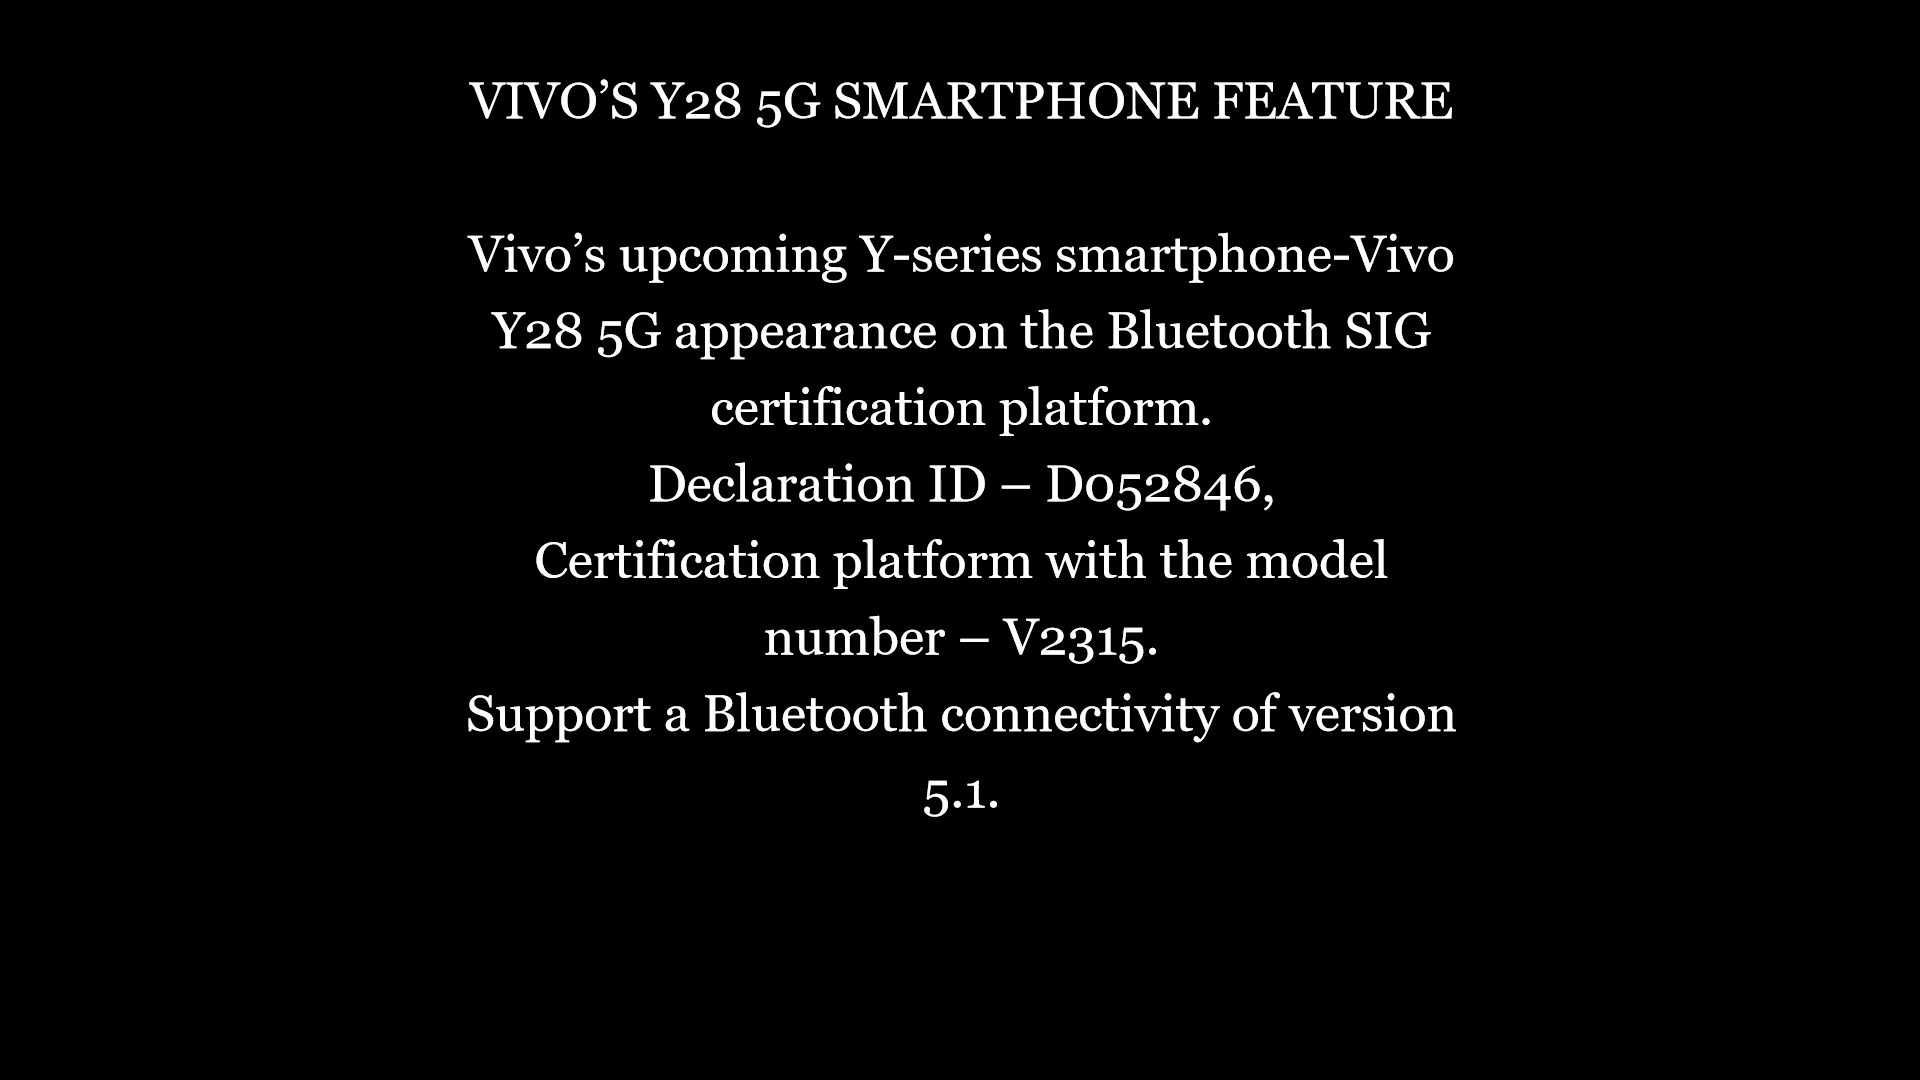 VIVO’S Y28 5G SMARTPHONE FEATURE
Vivo’s upcoming Y-series smartphone-Vivo
Y28 5G appearance on the Bluetooth SIG
certification platform.
Declaration ID – D052846,
Certification platform with the model
number – V2315.
Support a Bluetooth connectivity of version
5.1.